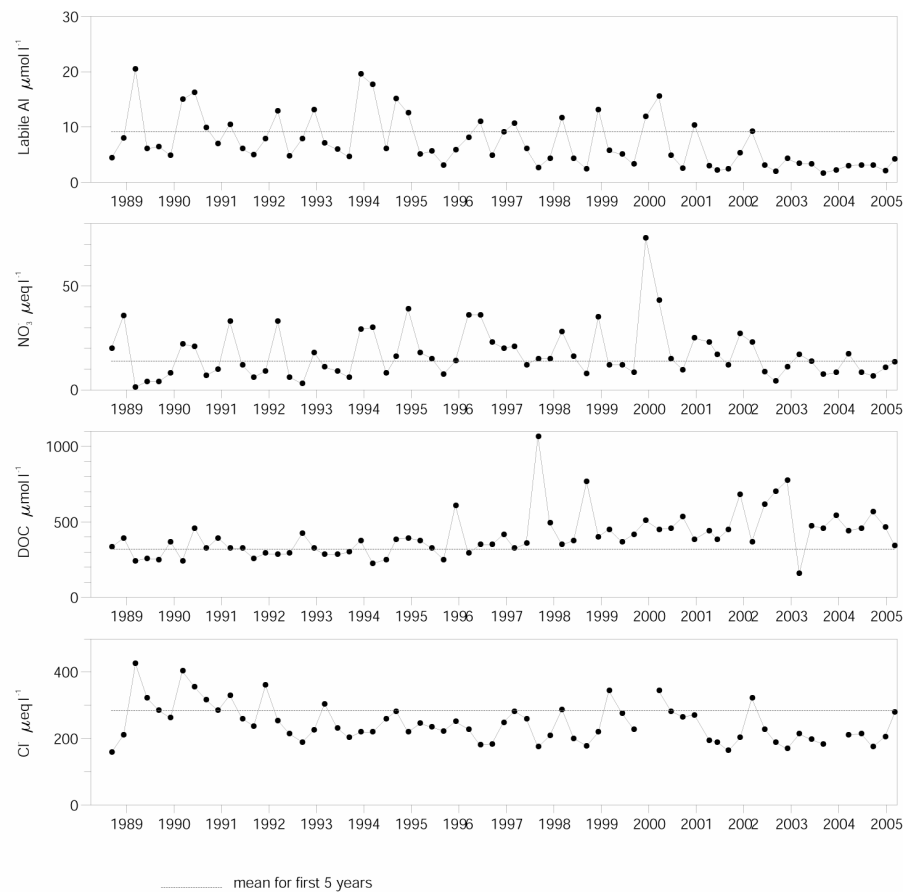 Labile Al μmol l⁻¹
30
20
10
0
1989 1990 1991 1992 1993 1994 1995 1996 1997 1998 1999 2000 2001 2002 2003 2004 2005
NO₃ μeq l⁻¹
50
0
1989 1990 1991 1992 1993 1994 1995 1996 1997 1998 1999 2000 2001 2002 2003 2004 2005
DOC μmol l⁻¹
1000
500
0
1989 1990 1991 1992 1993 1994 1995 1996 1997 1998 1999 2000 2001 2002 2003 2004 2005
Cl μeq l⁻¹
400
200
0
1989 1990 1991 1992 1993 1994 1995 1996 1997 1998 1999 2000 2001 2002 2003 2004 2005
mean for first 5 years